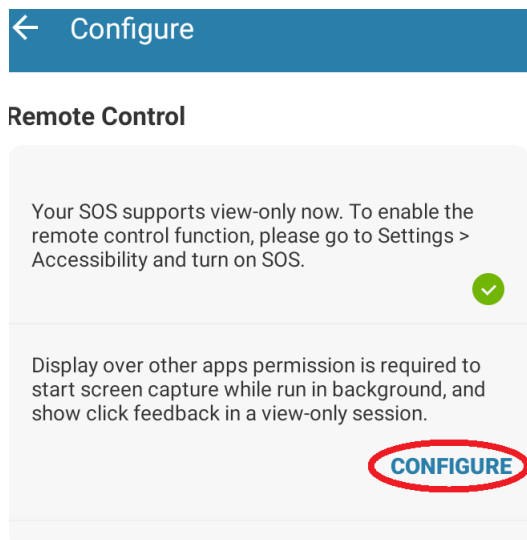 Configure
Remote Control
Your SOS supports view-only now. To enable the
remote control function, please go to Settings >
Accessibility and turn on SOS.
Display over other apps permission is required to
start screen capture while run in background, and
show click feedback in a view-only session.
CONFIGURE